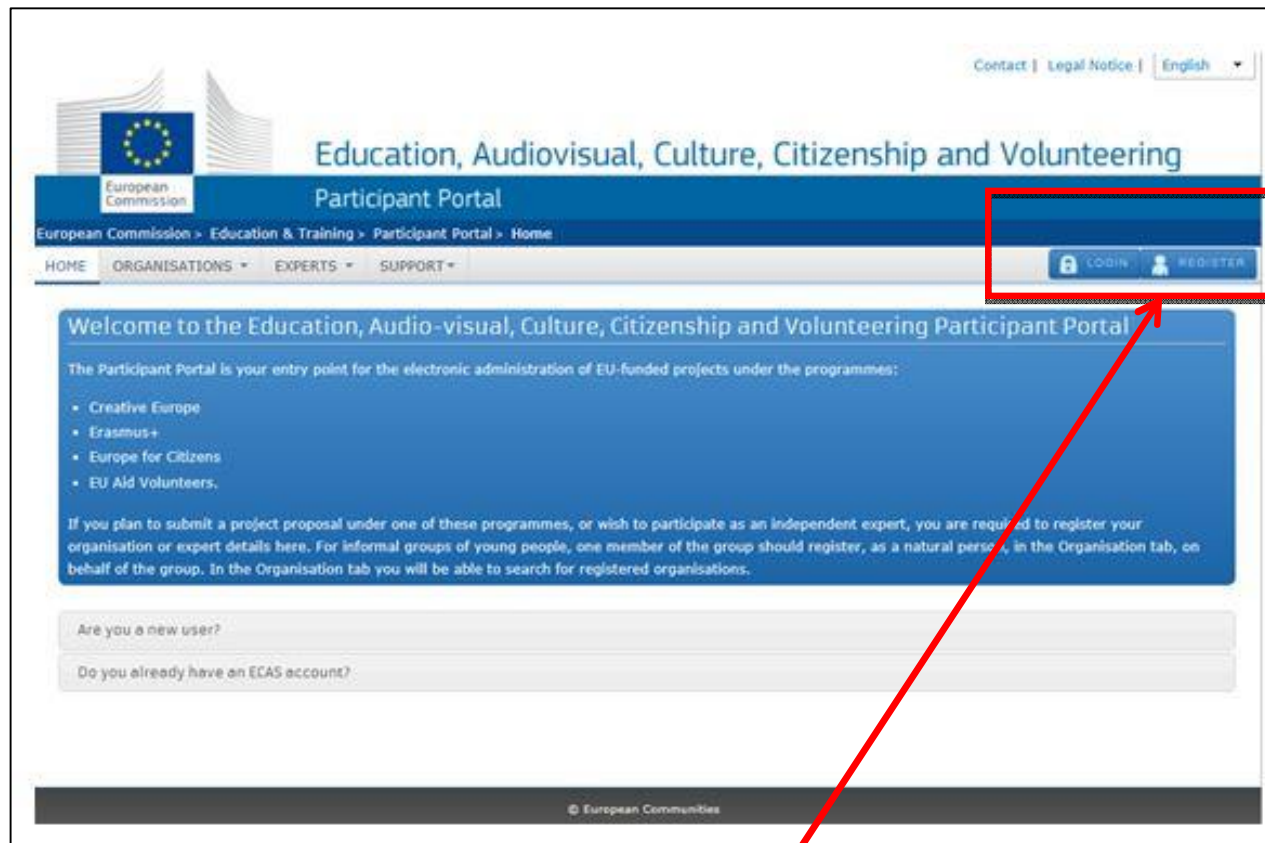 Contact | Legal Notice | English
Education, Audiovisual, Culture, Citizenship and Volunteering
European
Commission
Participant Portal
European Commission > Education & Training > Participant Portal > Home
HOME ORGANISATIONS EXPERTS SUPPORT LOGIN REGISTER
Welcome to the Education, Audio-visual, Culture, Citizenship and Volunteering Participant Portal
The Participant Portal is your entry point for the electronic administration of EU-funded projects under the programmes:
• Creative Europe
• Erasmus+
• Europe for Citizens
• EU Aid Volunteers.
If you plan to submit a project proposal under one of these programmes, or wish to participate as an independent expert, you are required to register your
organisation or expert details here. For informal groups of young people, one member of the group should register, as a natural person, in the Organisation tab, on
behalf of the group. In the Organisation tab you will be able to search for registered organisations.
Are you a new user?
Do you already have an ECAS account?
© European Communities